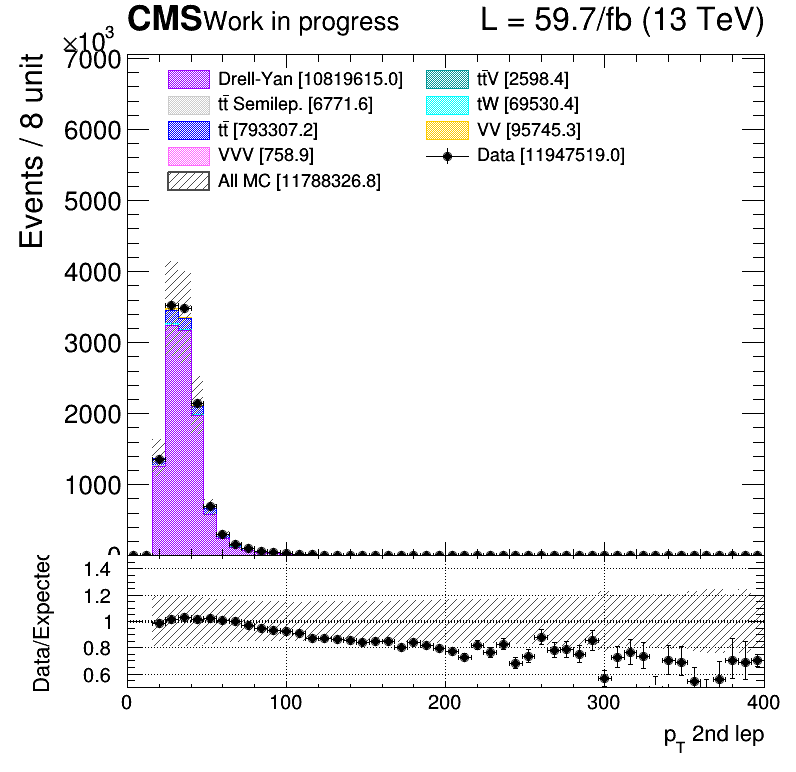 CMS Work in progress L = 59.7/fb (13 TeV)
×10³
Events / 8 unit
7000
6000
5000
4000
3000
2000
1000
0
Drell-Yan [10819615.0]
tt̄ Semilep. [6771.6]
tt̄ [793307.2]
VVV [758.9]
All MC [11788326.8]
tt̄V [2598.4]
tW [69530.4]
VV [95745.3]
Data [11947519.0]
Data/Expected
1.4
1.2
1
0.8
0.6
0 100 200 300 400
p_T 2nd lep